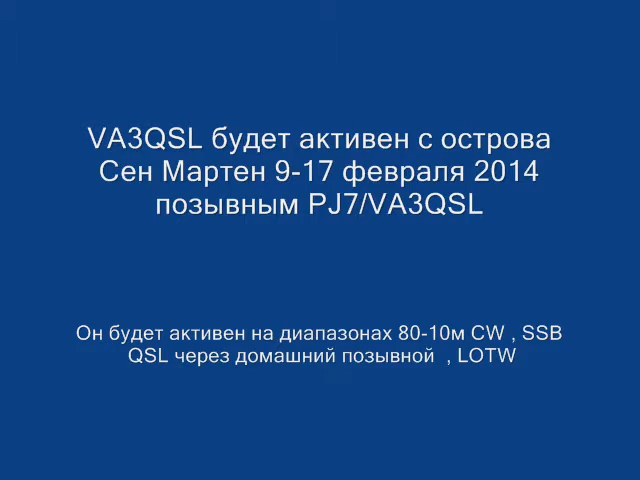 VA3QSL будет активен с острова
Сен Мартен 9-17 февраля 2014
позывным PJ7/VA3QSL
Он будет активен на диапазонах 80-10м CW , SSB
QSL через домашний позывной , LOTW